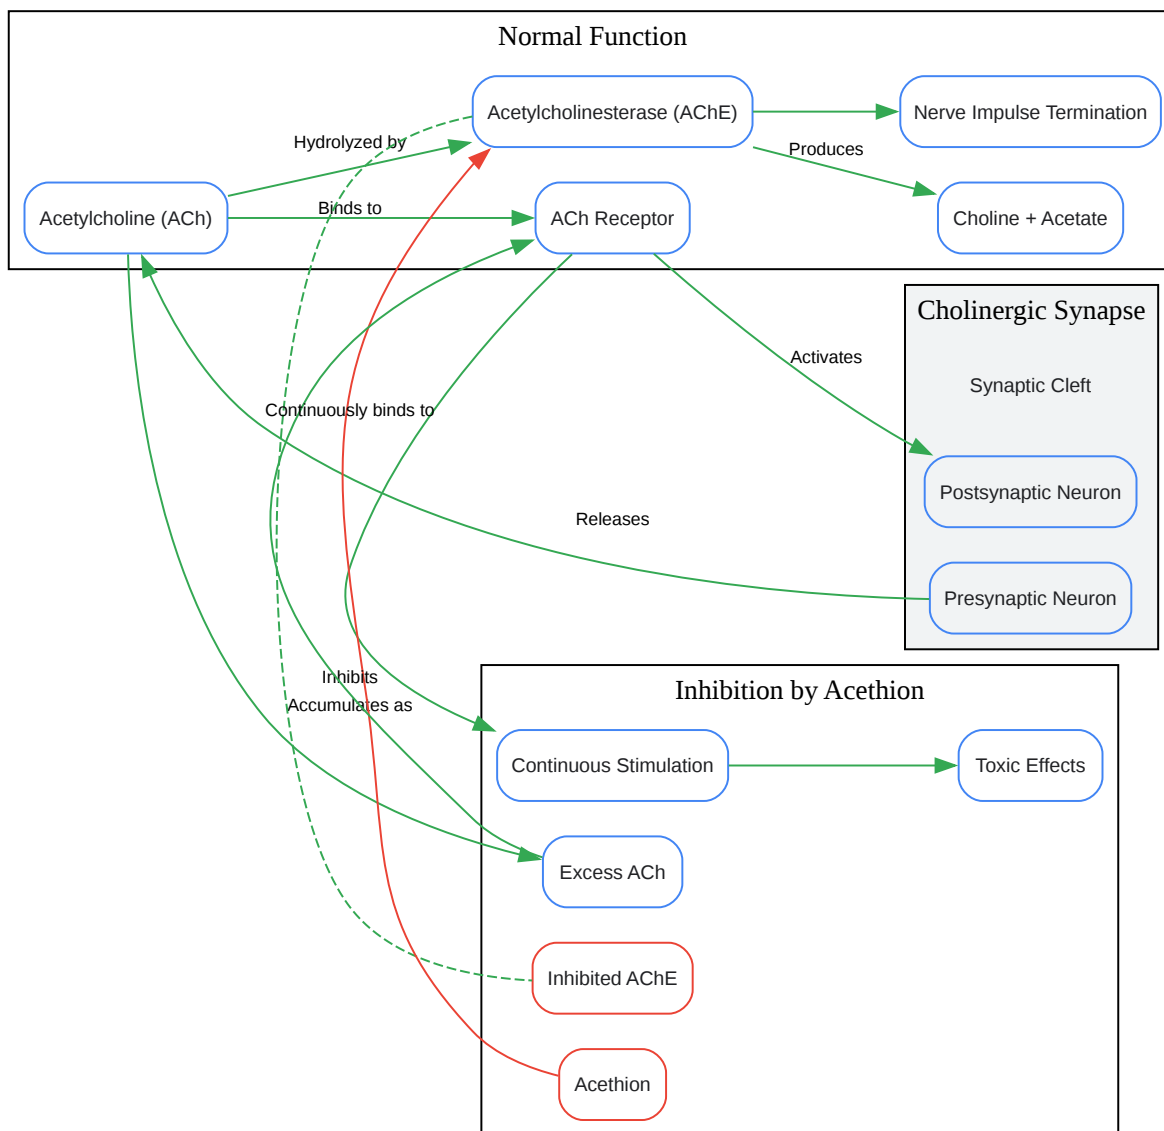 Normal Function
Acetylcholinesterase (AChE)
Nerve Impulse Termination
Hydrolyzed by
Produces
Acetylcholine (ACh)
Binds to
ACh Receptor
Choline + Acetate
Cholinergic Synapse
Activates
Synaptic Cleft
Continuously binds to
Postsynaptic Neuron
Releases
Presynaptic Neuron
Inhibits
Accumulates as
Inhibition by Acethion
Continuous Stimulation
Toxic Effects
Excess ACh
Inhibited AChE
Acethion